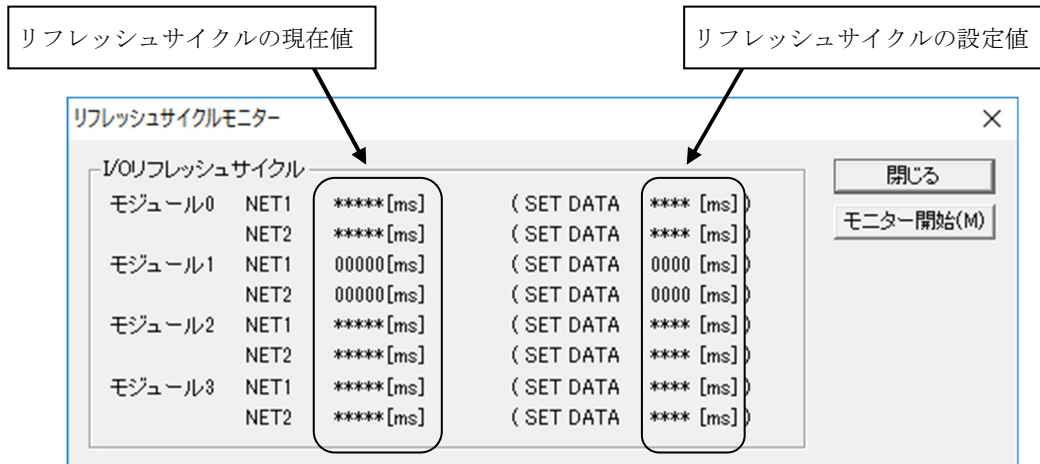 リフレッシュサイクルの現在値
リフレッシュサイクルの設定値
リフレッシュサイクルモニター
I/Oリフレッシュサイクル
閉じる
モジュール0 NET1 *****[ms] ( SET DATA **** [ms] )
モニター開始(M)
NET2 *****[ms] ( SET DATA **** [ms] )
モジュール1 NET1 00000[ms] ( SET DATA 0000 [ms] )
NET2 00000[ms] ( SET DATA 0000 [ms] )
モジュール2 NET1 *****[ms] ( SET DATA **** [ms] )
NET2 *****[ms] ( SET DATA **** [ms] )
モジュール3 NET1 *****[ms] ( SET DATA **** [ms] )
NET2 *****[ms] ( SET DATA **** [ms] )